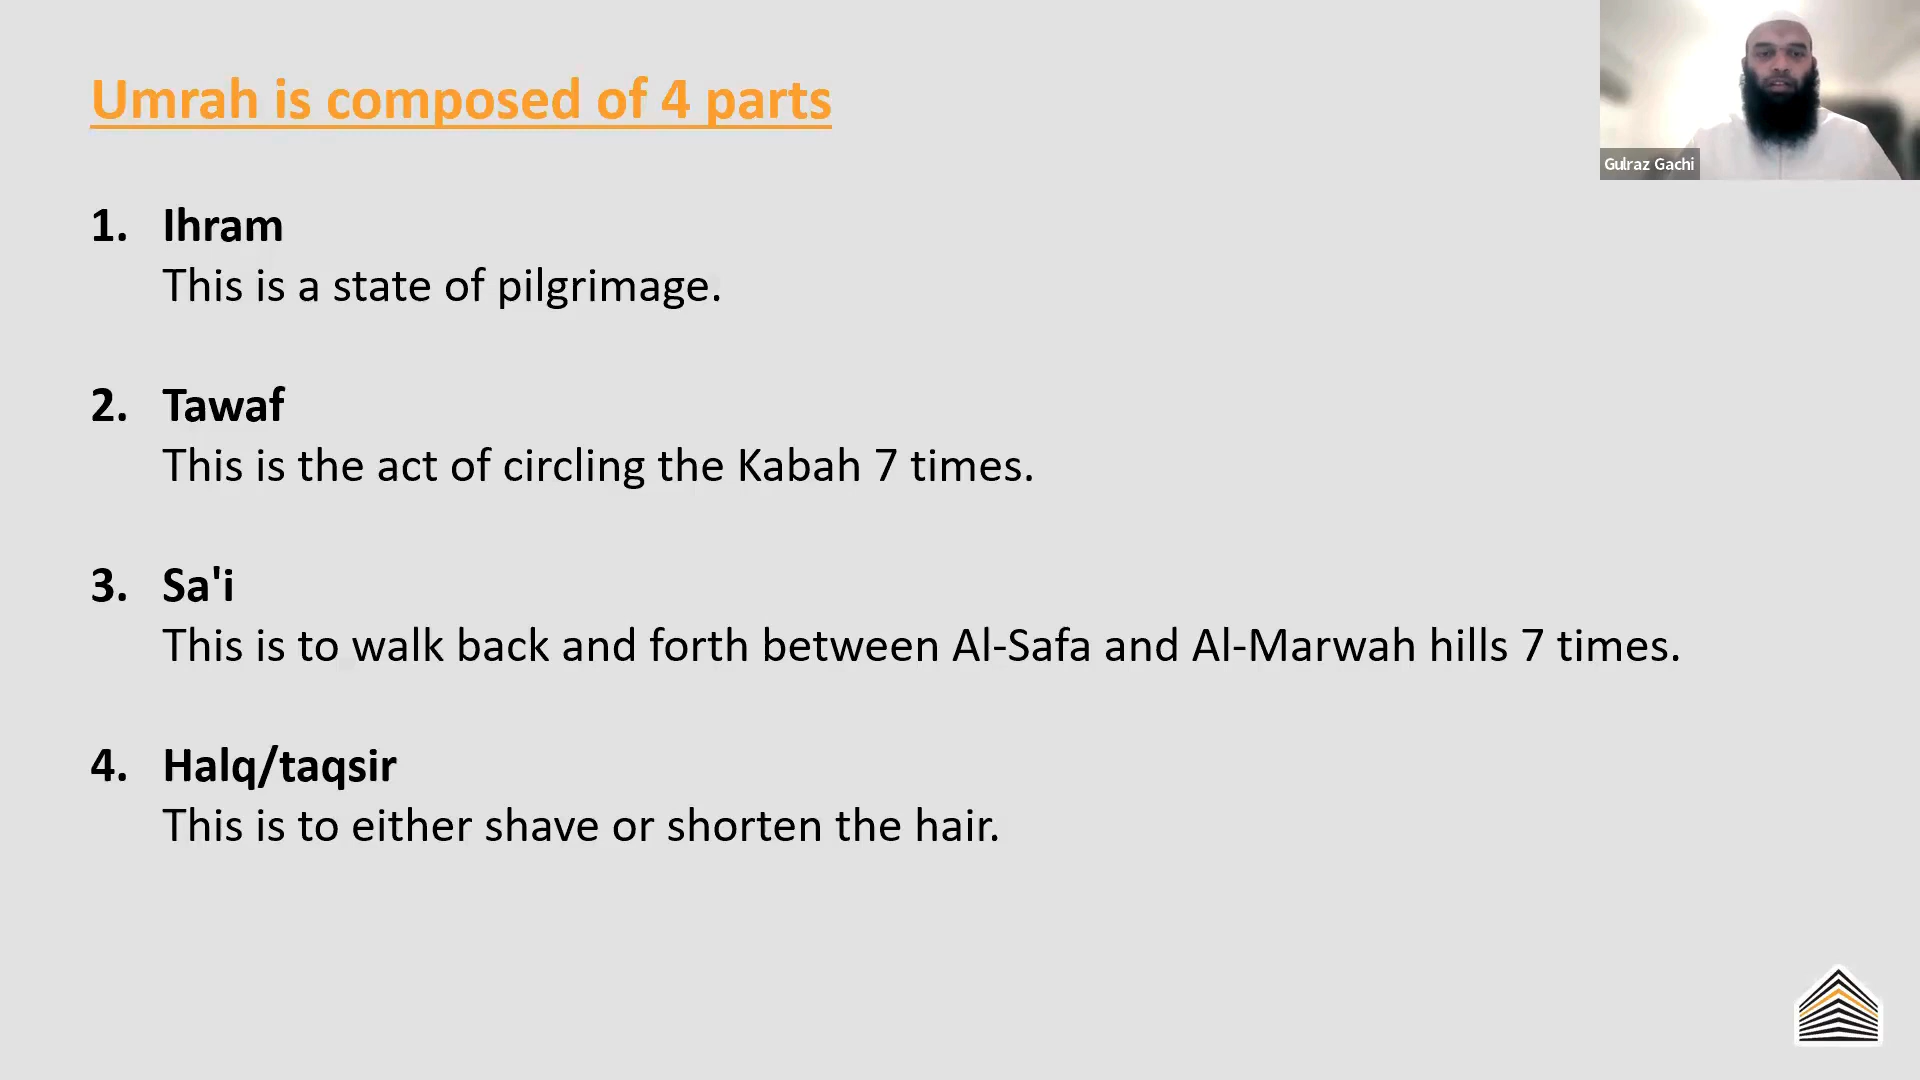 Umrah is composed of 4 parts
Gulraz Gachi
1. Ihram
This is a state of pilgrimage.
2. Tawaf
This is the act of circling the Kabah 7 times.
3. Sa'i
This is to walk back and forth between Al-Safa and Al-Marwah hills 7 times.
4. Halq/taqsir
This is to either shave or shorten the hair.